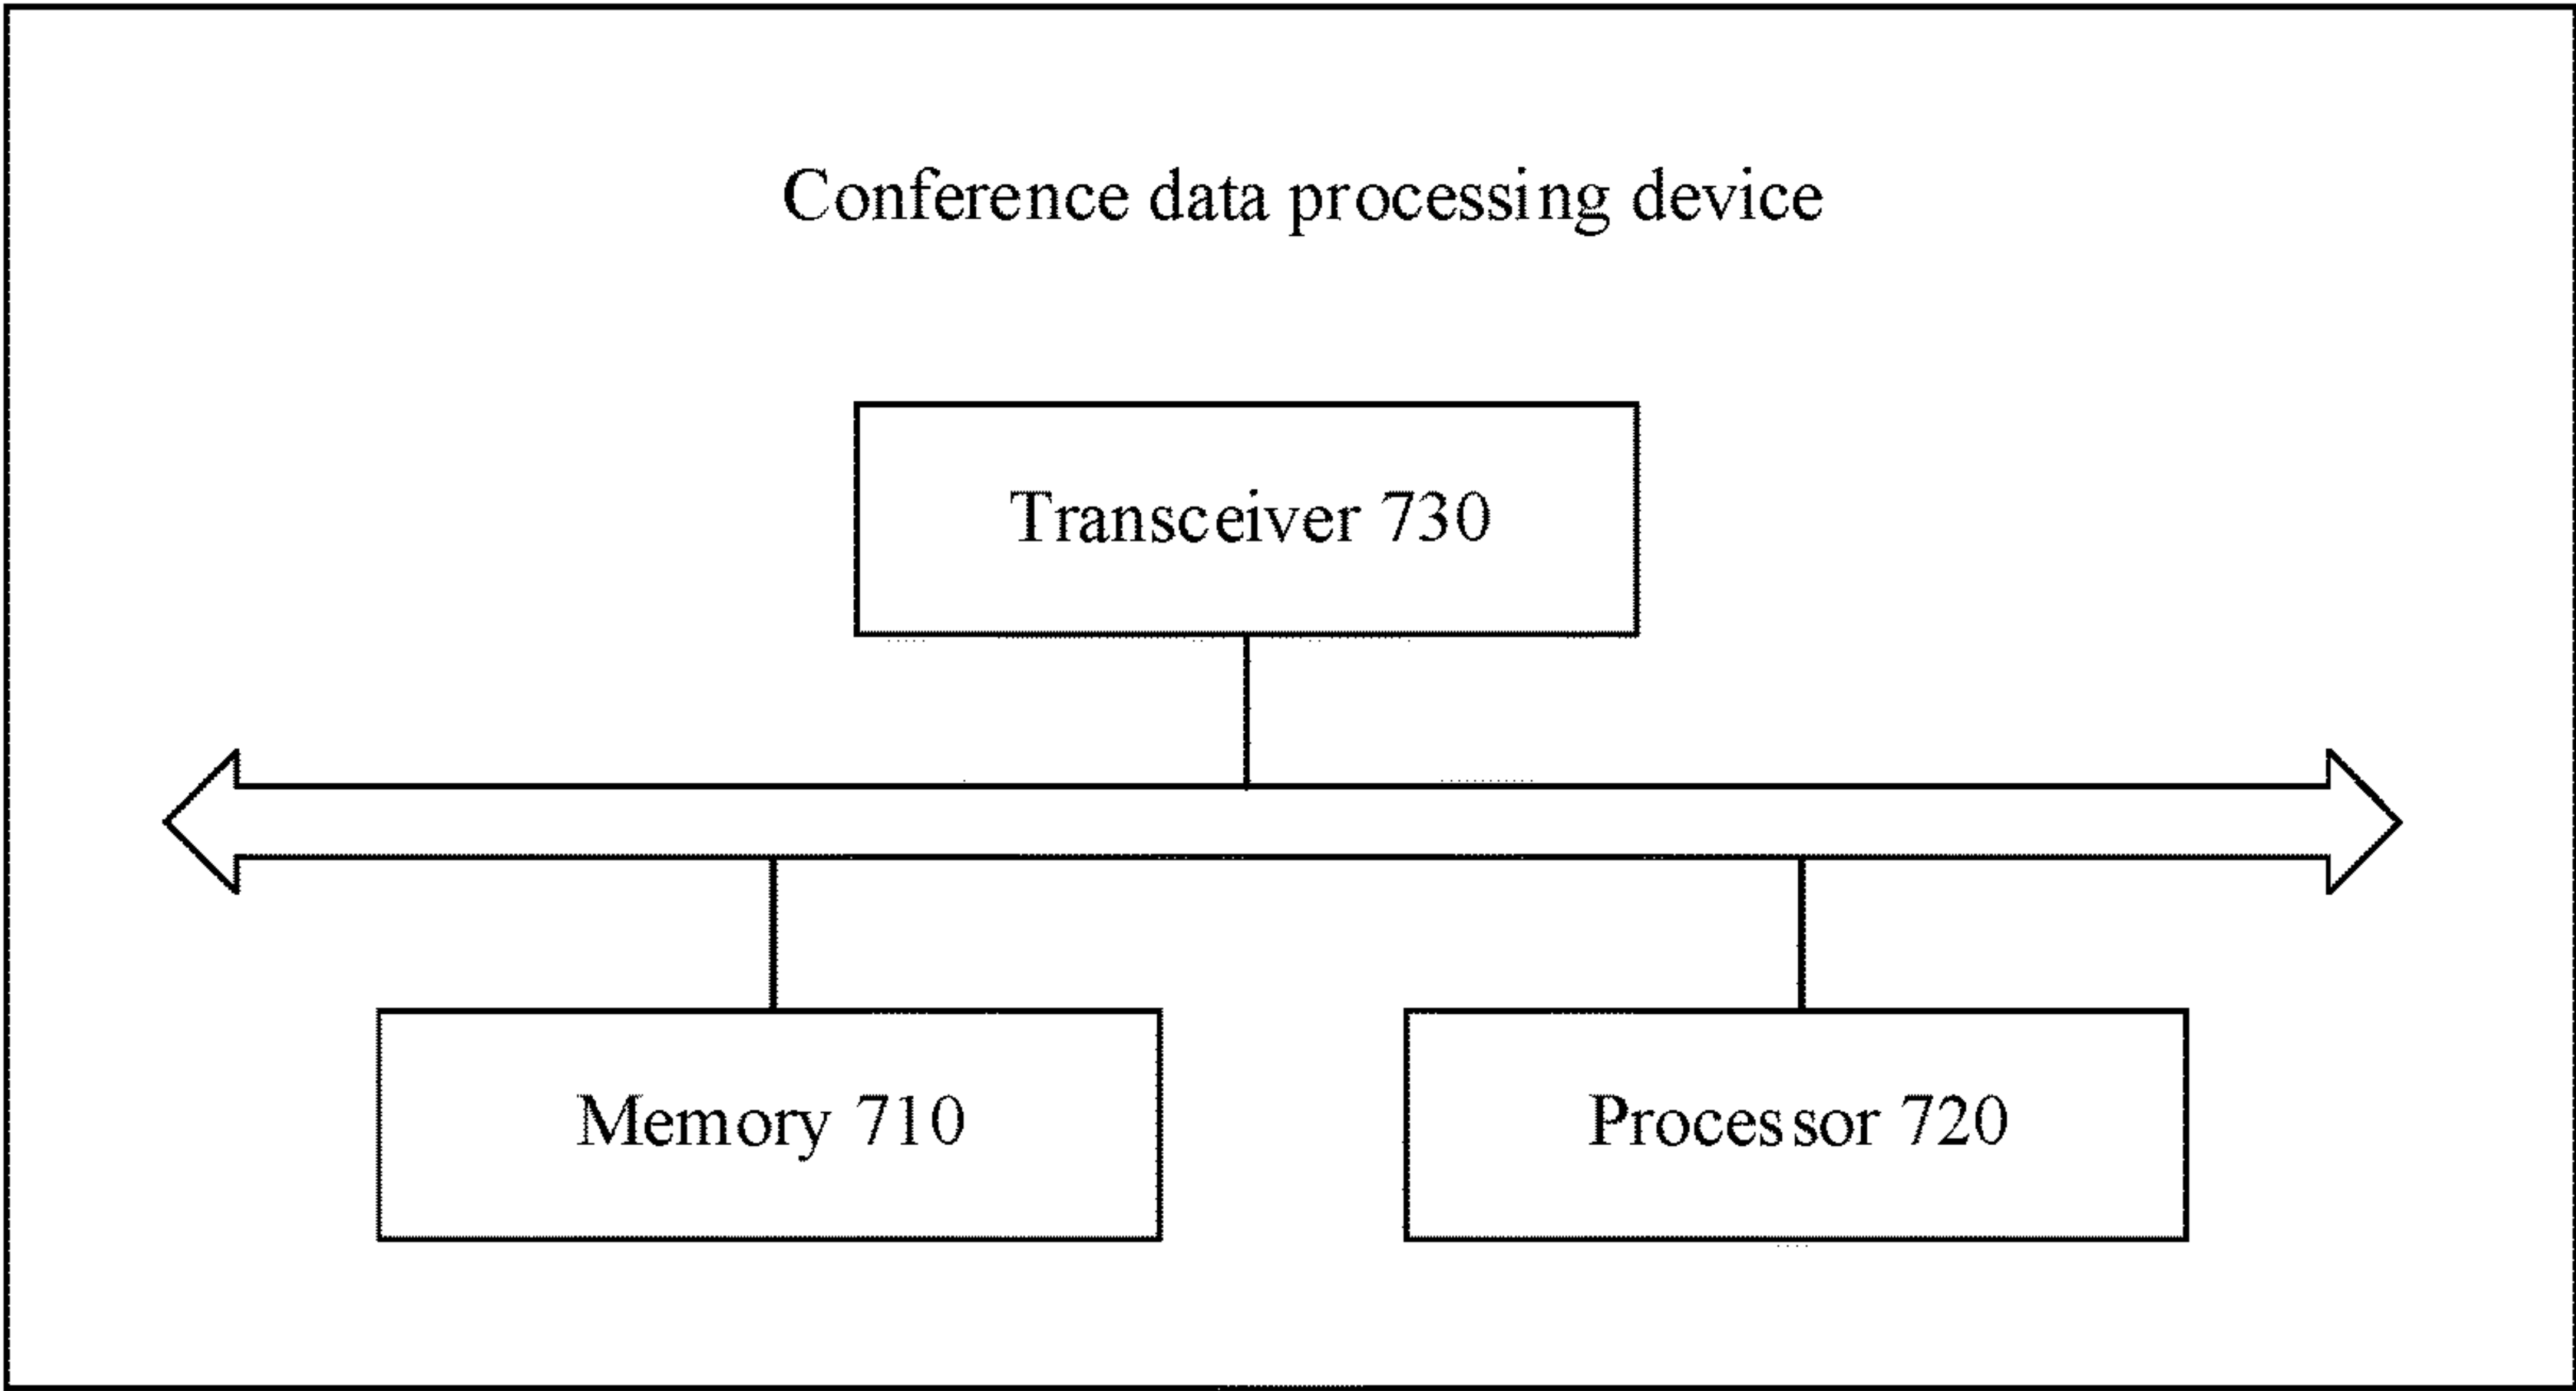 Conference data processing device
Transceiver 730
Memory 710
Processor 720